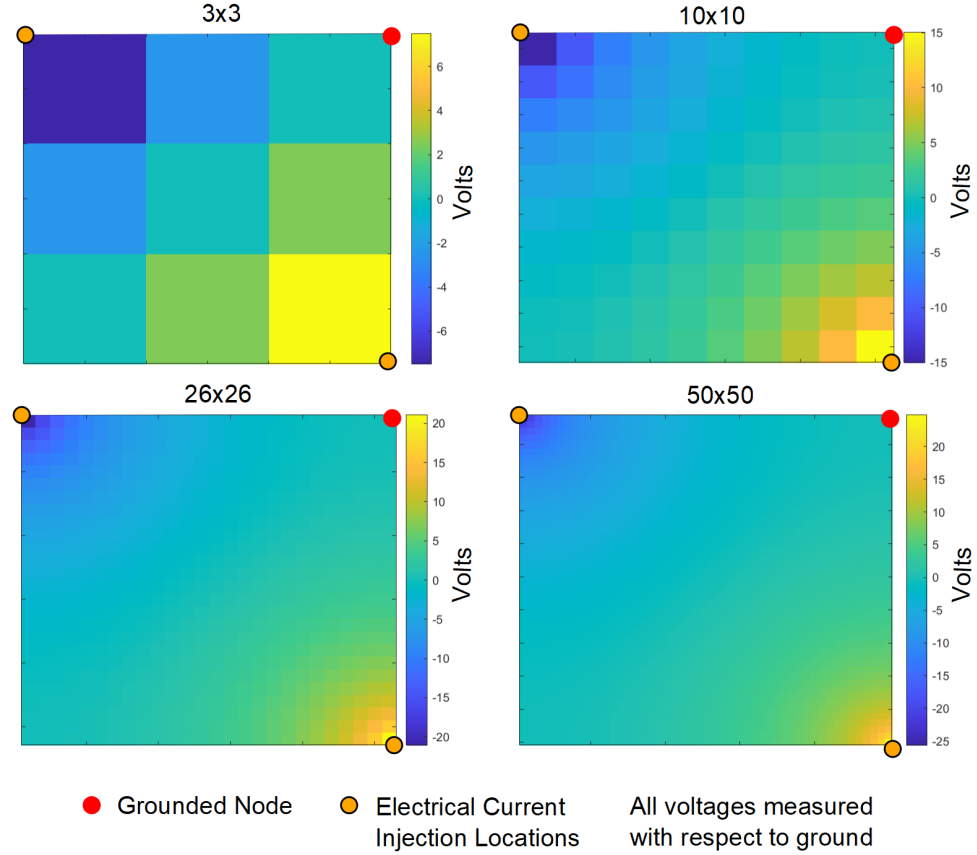 3x3
6
4
2
0
-2
-4
-6
Volts
10x10
15
10
5
0
-5
-10
-15
Volts
26x26
20
15
10
5
0
-5
-10
-15
-20
Volts
50x50
20
15
10
5
0
-5
-10
-15
-20
-25
Volts
Grounded Node
Electrical Current
Injection Locations
All voltages measured
with respect to ground